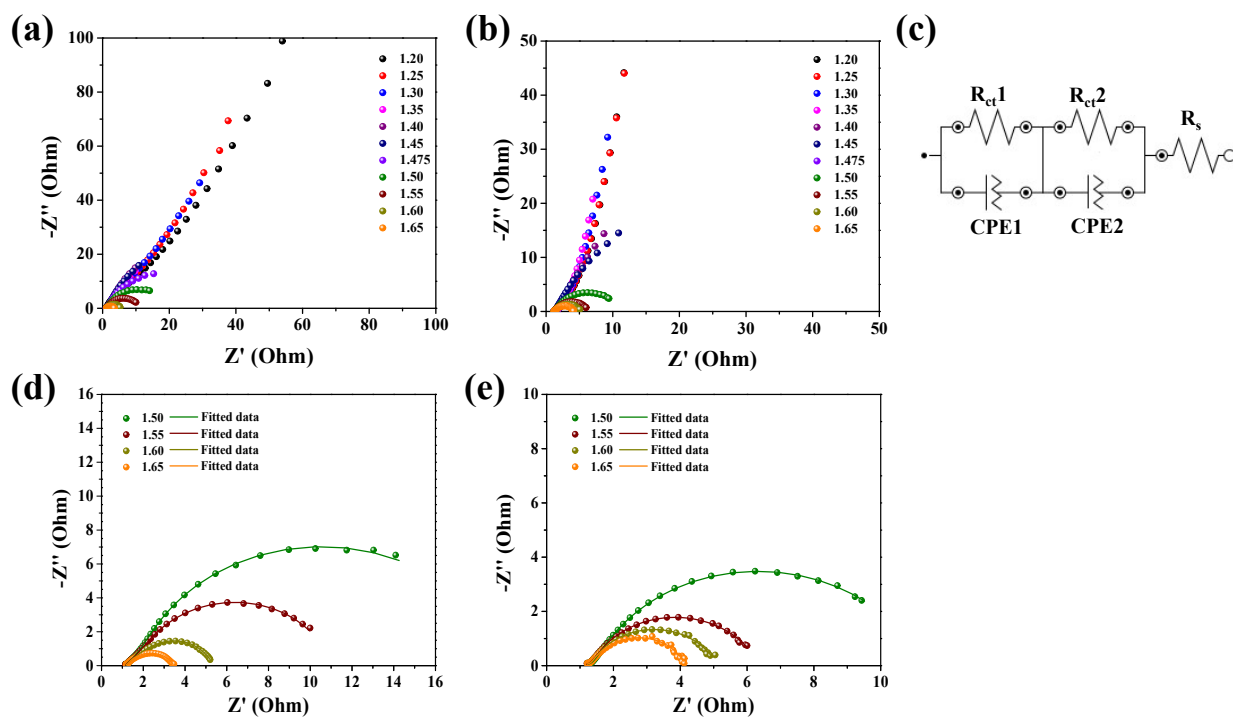 (a)
100
80
60
40
20
0
0 20 40 60 80 100
-Z'' (Ohm)
Z' (Ohm)
1.20
1.25
1.30
1.35
1.40
1.45
1.475
1.50
1.55
1.60
1.65
(b)
50
40
30
20
10
0
0 10 20 30 40 50
-Z'' (Ohm)
Z' (Ohm)
1.20
1.25
1.30
1.35
1.40
1.45
1.475
1.50
1.55
1.60
1.65
(c)
Rct1 Rct2
Rs
CPE1 CPE2
(d)
16
14
12
10
8
6
4
2
0
0 2 4 6 8 10 12 14 16
-Z'' (Ohm)
Z' (Ohm)
1.50 Fitted data
1.55 Fitted data
1.60 Fitted data
1.65 Fitted data
(e)
10
8
6
4
2
0
0 2 4 6 8 10
-Z'' (Ohm)
Z' (Ohm)
1.50 Fitted data
1.55 Fitted data
1.60 Fitted data
1.65 Fitted data